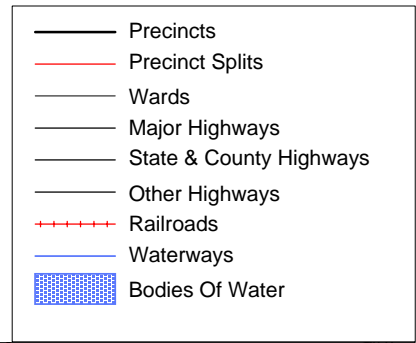 Precincts
Precinct Splits
Wards
Major Highways
State & County Highways
Other Highways
Railroads
Waterways
Bodies Of Water